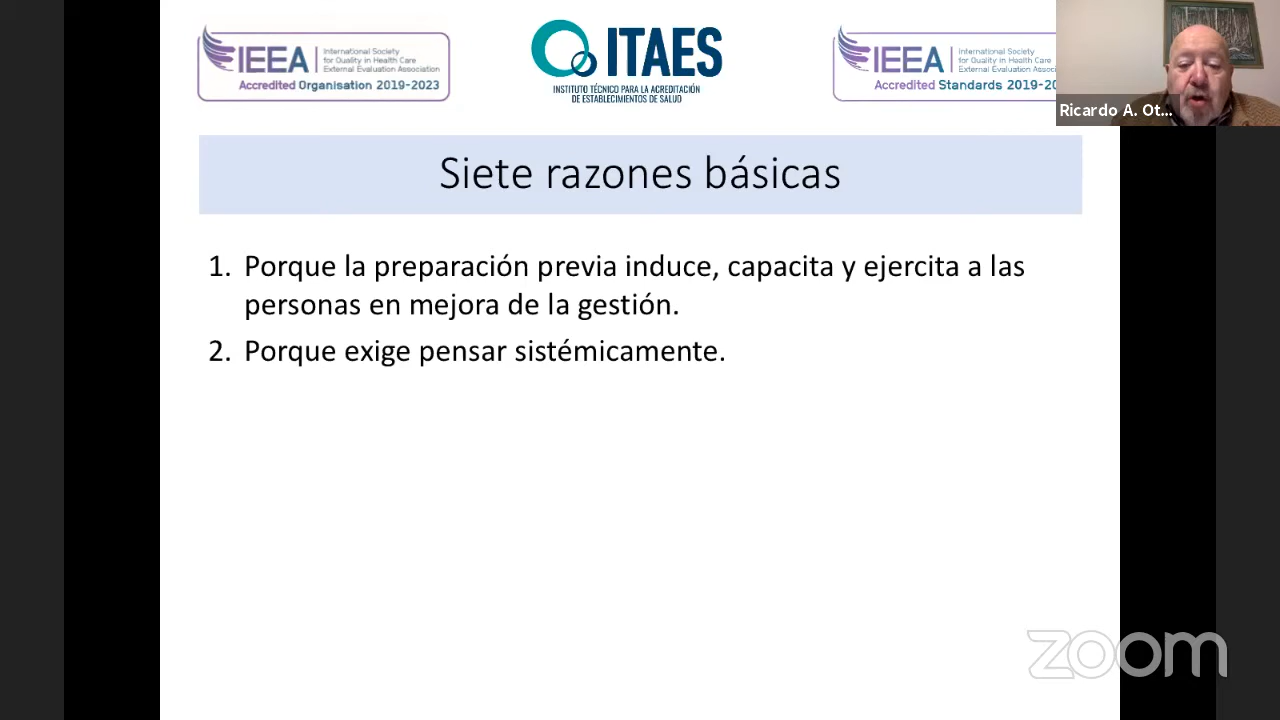 IEEA
International Society
for Quality in Health Care
External Evaluation Association
Accredited Organisation 2019-2023
ITAES
INSTITUTO TÉCNICO PARA LA ACREDITACIÓN
DE ESTABLECIMIENTOS DE SALUD
IEEA
International Society
for Quality in Health Care
External Evaluation
Accredited Standards 2019-20
Ricardo A. Ot...
Siete razones básicas
1. Porque la preparación previa induce, capacita y ejercita a las
personas en mejora de la gestión.
2. Porque exige pensar sistémicamente.
zoom